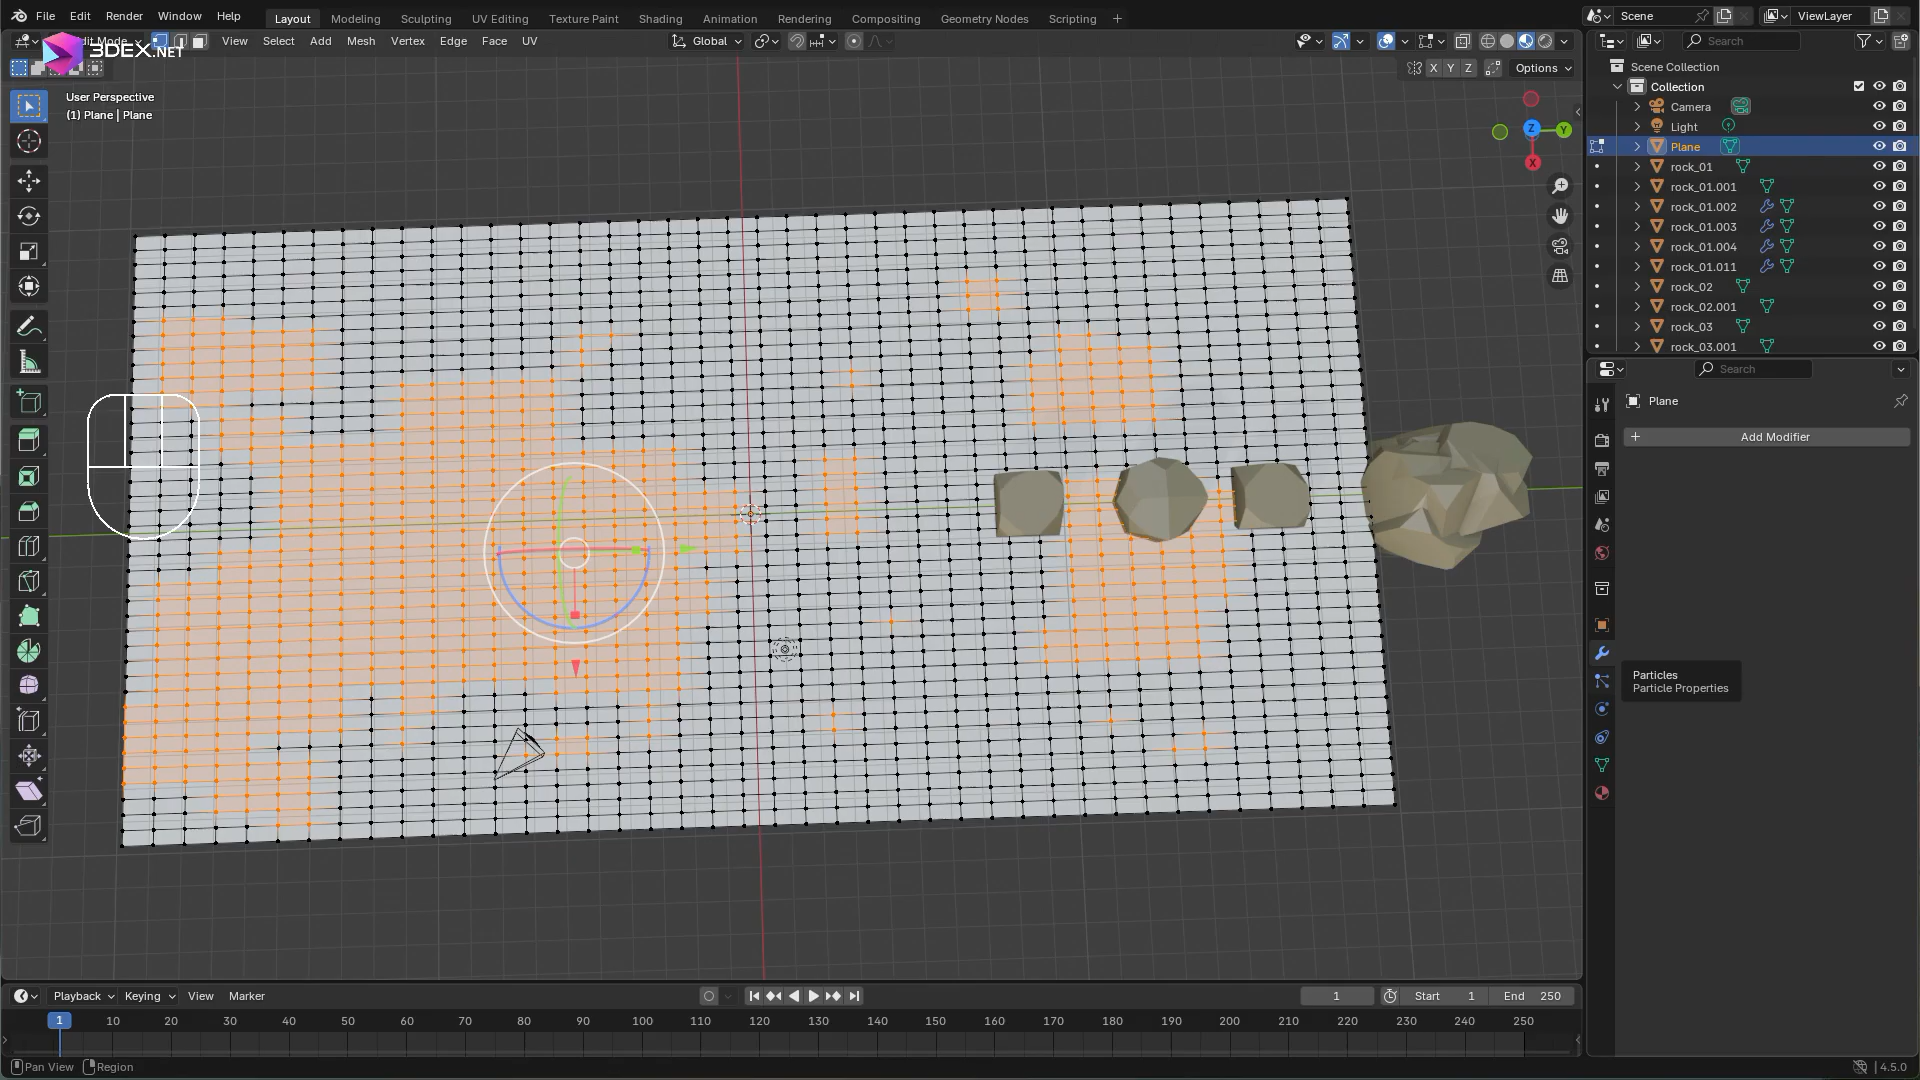 File Edit Render Window Help Layout Modeling Sculpting UV Editing Texture Paint Shading Animation Rendering Compositing Geometry Nodes Scripting + Scene ViewLayer
3DEX.NET
View Select Add Mesh Vertex Edge Face UV Global Search
X Y Z Options
User Perspective
(1) Plane | Plane
Z Y
X
Scene Collection
Collection
Camera
Light
Plane
rock_01
rock_01.001
rock_01.002
rock_01.003
rock_01.004
rock_01.011
rock_02
rock_02.001
rock_03
rock_03.001
Search
Plane
Add Modifier
Particles
Particle Properties
Playback Keying View Marker 1 Start 1 End 250
1 10 20 30 40 50 60 70 80 90 100 110 120 130 140 150 160 170 180 190 200 210 220 230 240 250
Pan View Region 4.5.0